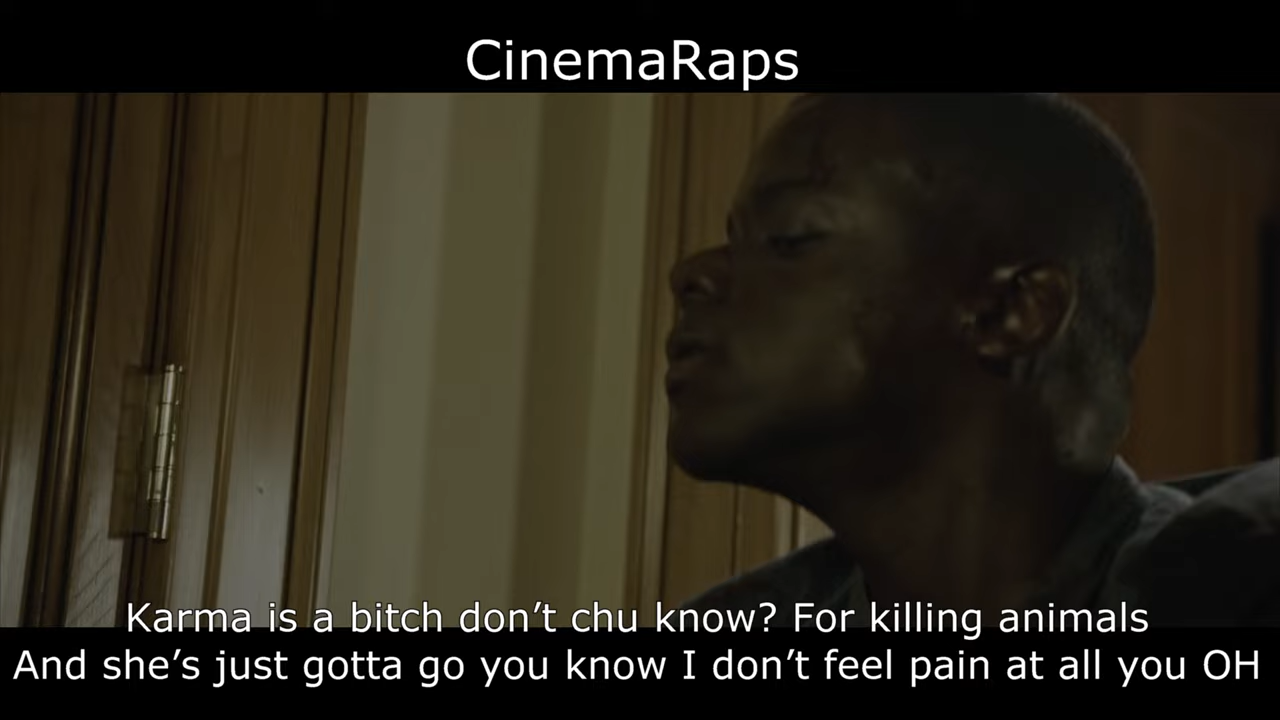 CinemaRaps
Karma is a bitch don’t chu know? For killing animals
And she’s just gotta go you know I don’t feel pain at all you OH